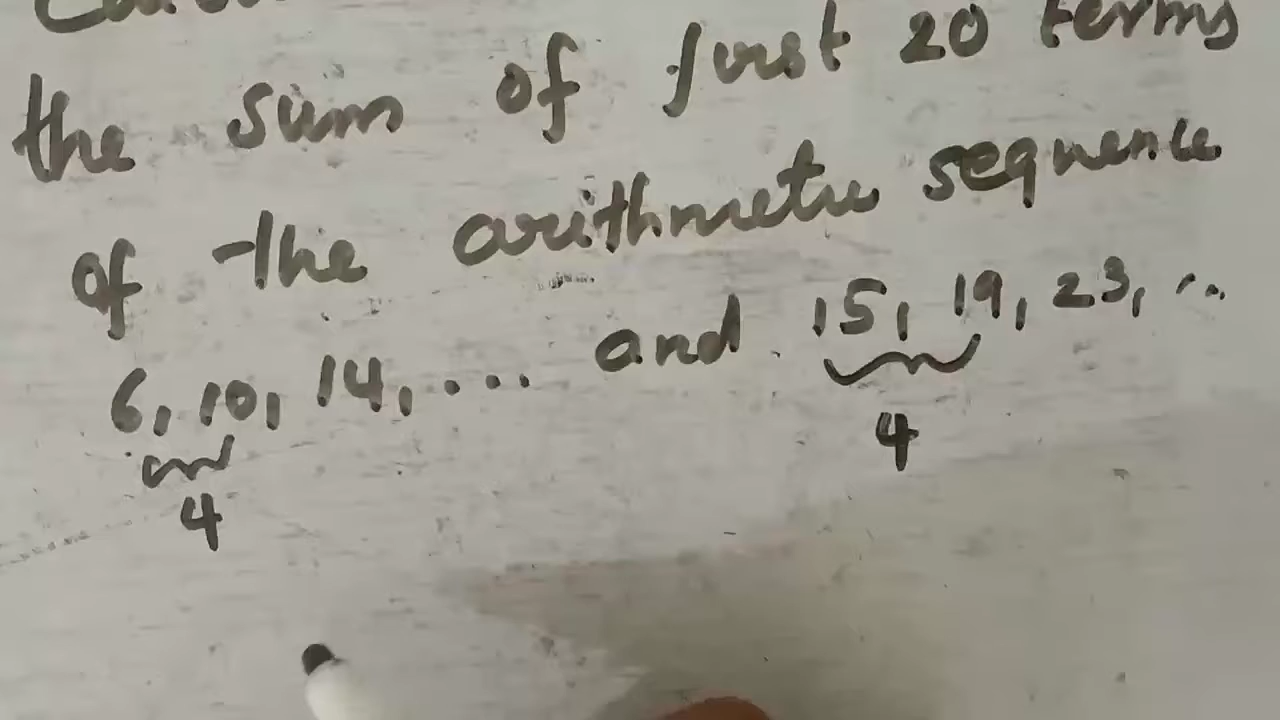 the sum of first 20 terms
of the arithmetic sequence
6, 10, 14, .... and 15, 19, 23, ...
4
4